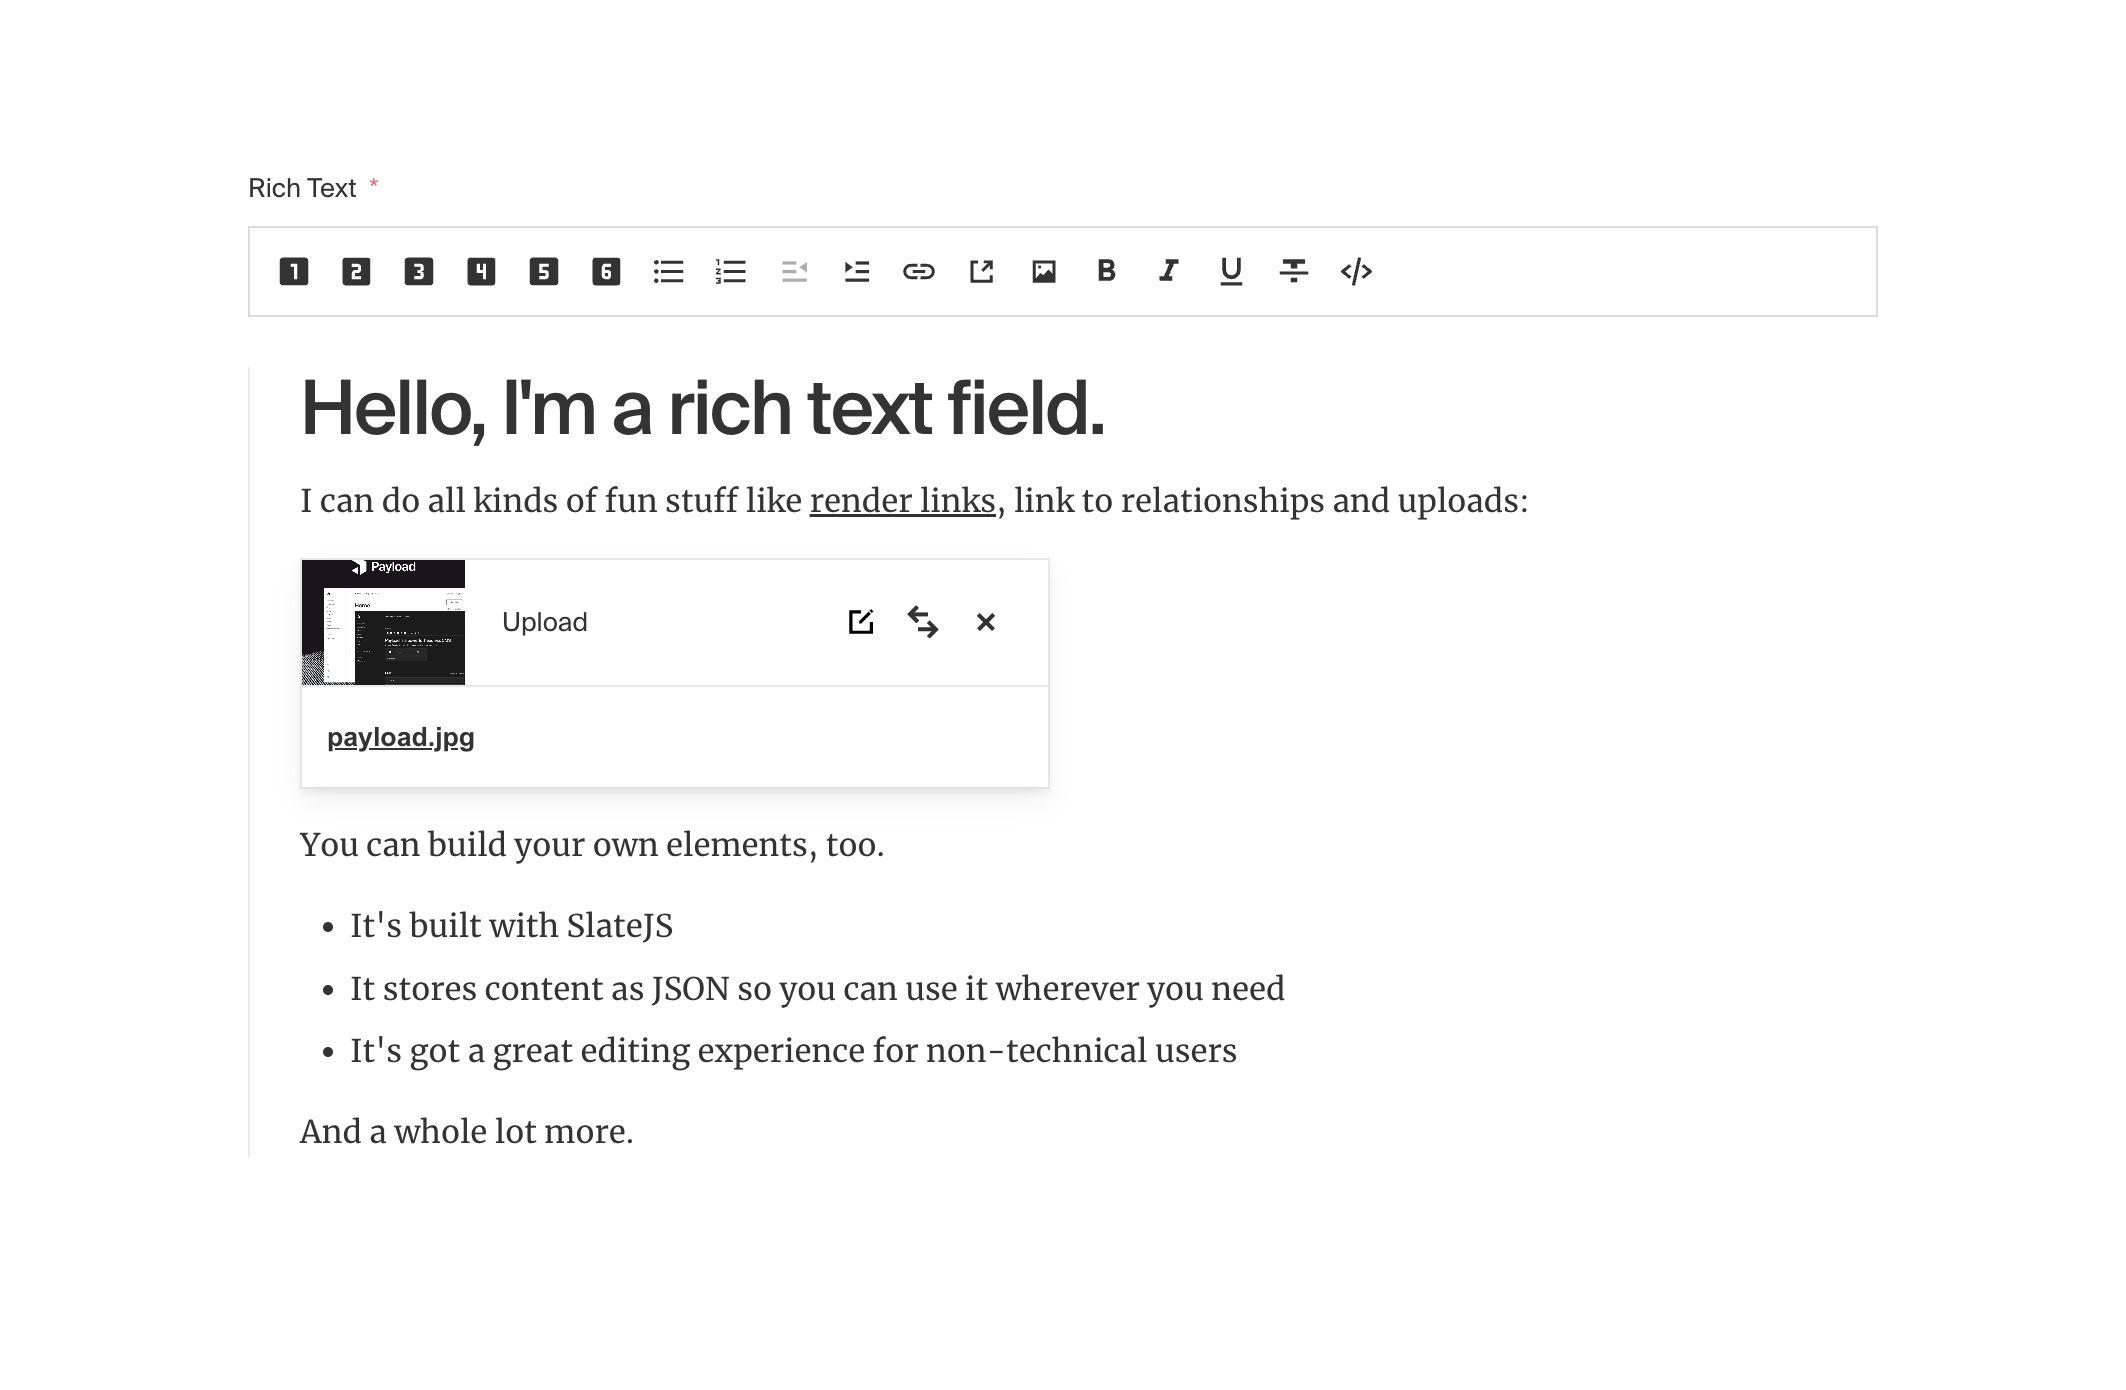 Rich Text *
1 2 3 4 5 6 B I U </>
Hello, I'm a rich text field.
I can do all kinds of fun stuff like render links, link to relationships and uploads:
Payload
Home
Upload
payload.jpg
You can build your own elements, too.
• It's built with SlateJS
• It stores content as JSON so you can use it wherever you need
• It's got a great editing experience for non-technical users
And a whole lot more.